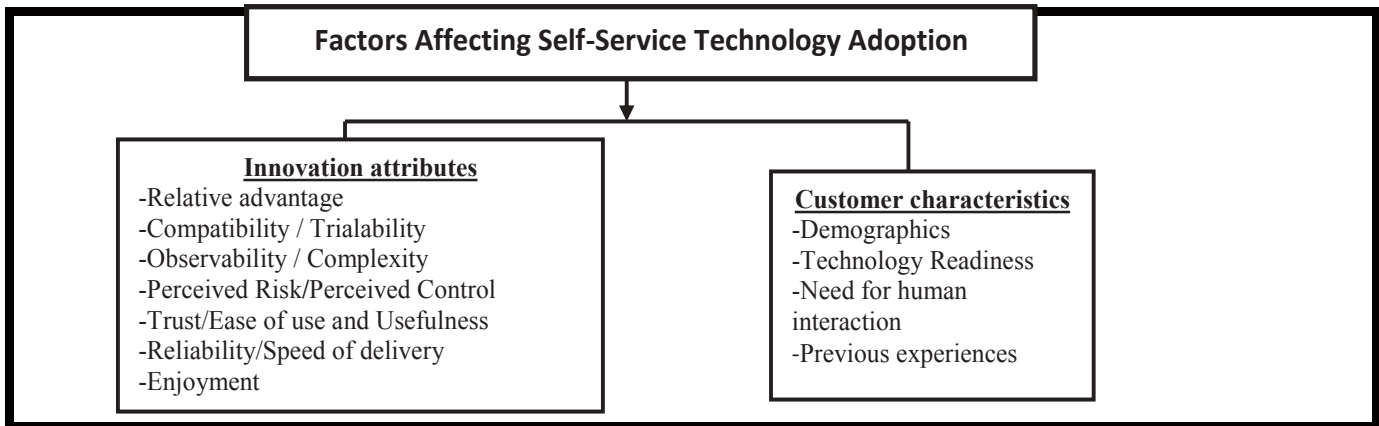 Factors Affecting Self-Service Technology Adoption
Innovation attributes
-Relative advantage
-Compatibility / Trialability
-Observability / Complexity
-Perceived Risk/Perceived Control
-Trust/Ease of use and Usefulness
-Reliability/Speed of delivery
-Enjoyment
Customer characteristics
-Demographics
-Technology Readiness
-Need for human
interaction
-Previous experiences